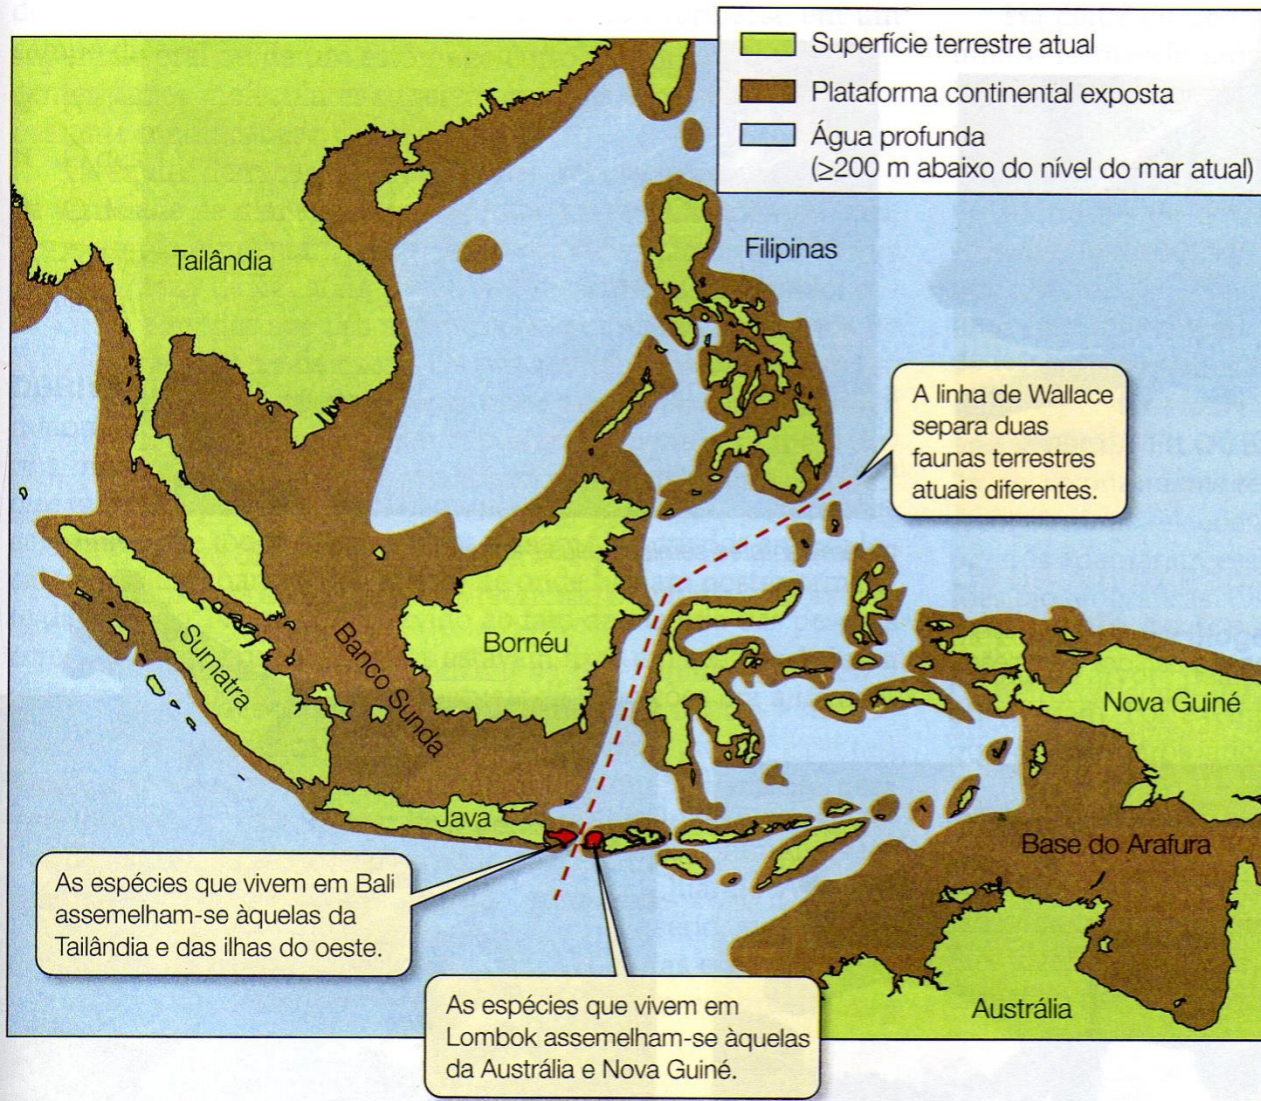 Superfície terrestre atual
Plataforma continental exposta
Água profunda
(≥200 m abaixo do nível do mar atual)
Tailândia
Filipinas
A linha de Wallace
separa duas
faunas terrestres
atuais diferentes.
Sumatra
Banco Sunda
Bornéu
Nova Guiné
Java
Base do Arafura
As espécies que vivem em Bali
assemelham-se àquelas da
Tailândia e das ilhas do oeste.
As espécies que vivem em
Lombok assemelham-se àquelas
da Austrália e Nova Guiné.
Austrália